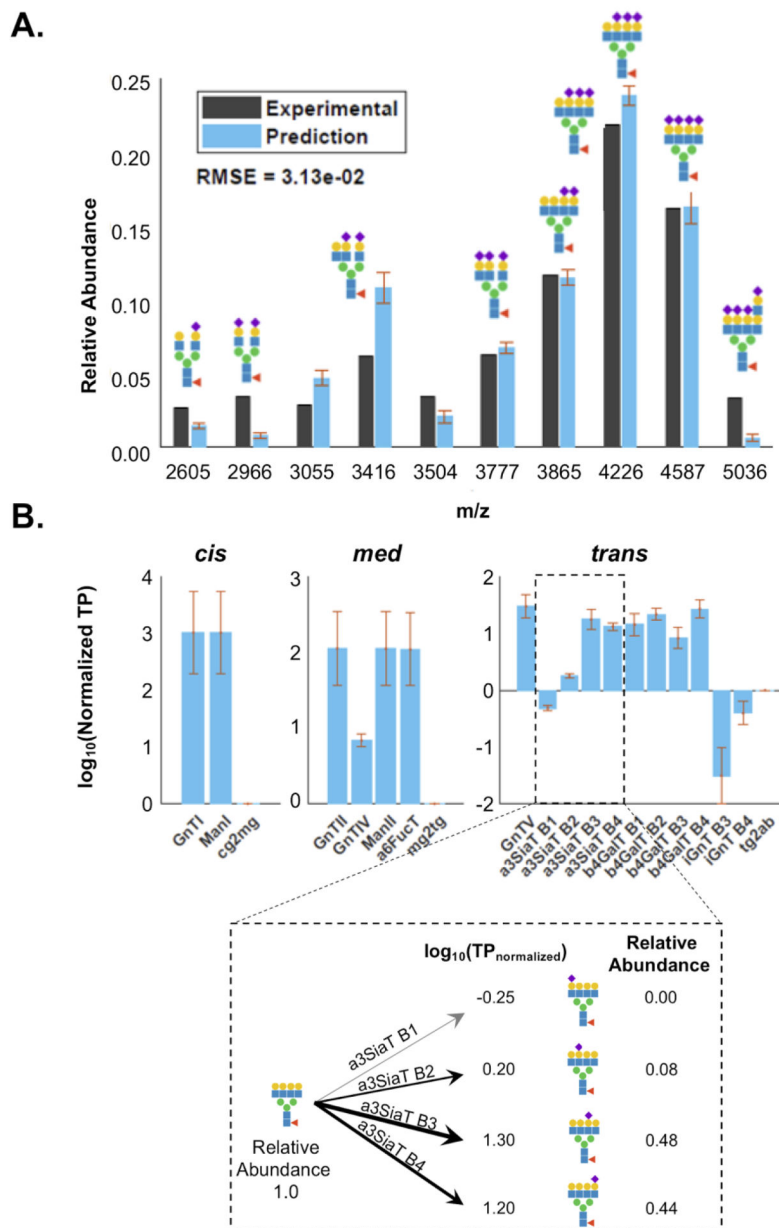 A.
Relative Abundance
0.25
0.20
0.15
0.10
0.05
0.00
Experimental
Prediction
RMSE = 3.13e-02
2605 2966 3055 3416 3504 3777 3865 4226 4587 5036
m/z
B.
cis med trans
log10(Normalized TP)
4
3
2
1
0
3
2
1
0
2
1
0
-1
-2
GnTI
ManI
cg2mg
GnTII
GnTIV
ManII
a6FucT
mg2tg
GnTV
a3SiaT B1
a3SiaT B2
a3SiaT B3
a3SiaT B4
b4GalT B1
b4GalT B2
b4GalT B3
b4GalT B4
iGnT B3
iGnT B4
tg2ab
log10(TPnormalized) Relative
Abundance
a3SiaT B1 -0.25 0.00
a3SiaT B2 0.20 0.08
a3SiaT B3 1.30 0.48
a3SiaT B4 1.20 0.44
Relative
Abundance
1.0